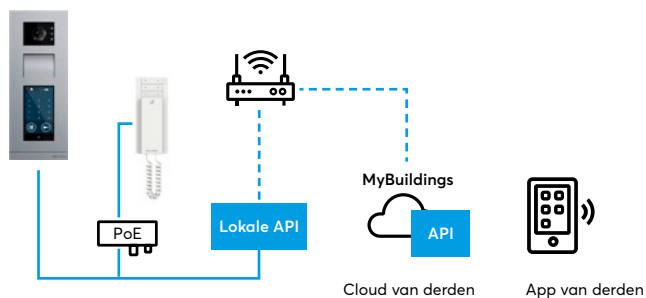 MyBuildings
PoE
Lokale API
API
Cloud van derden
App van derden